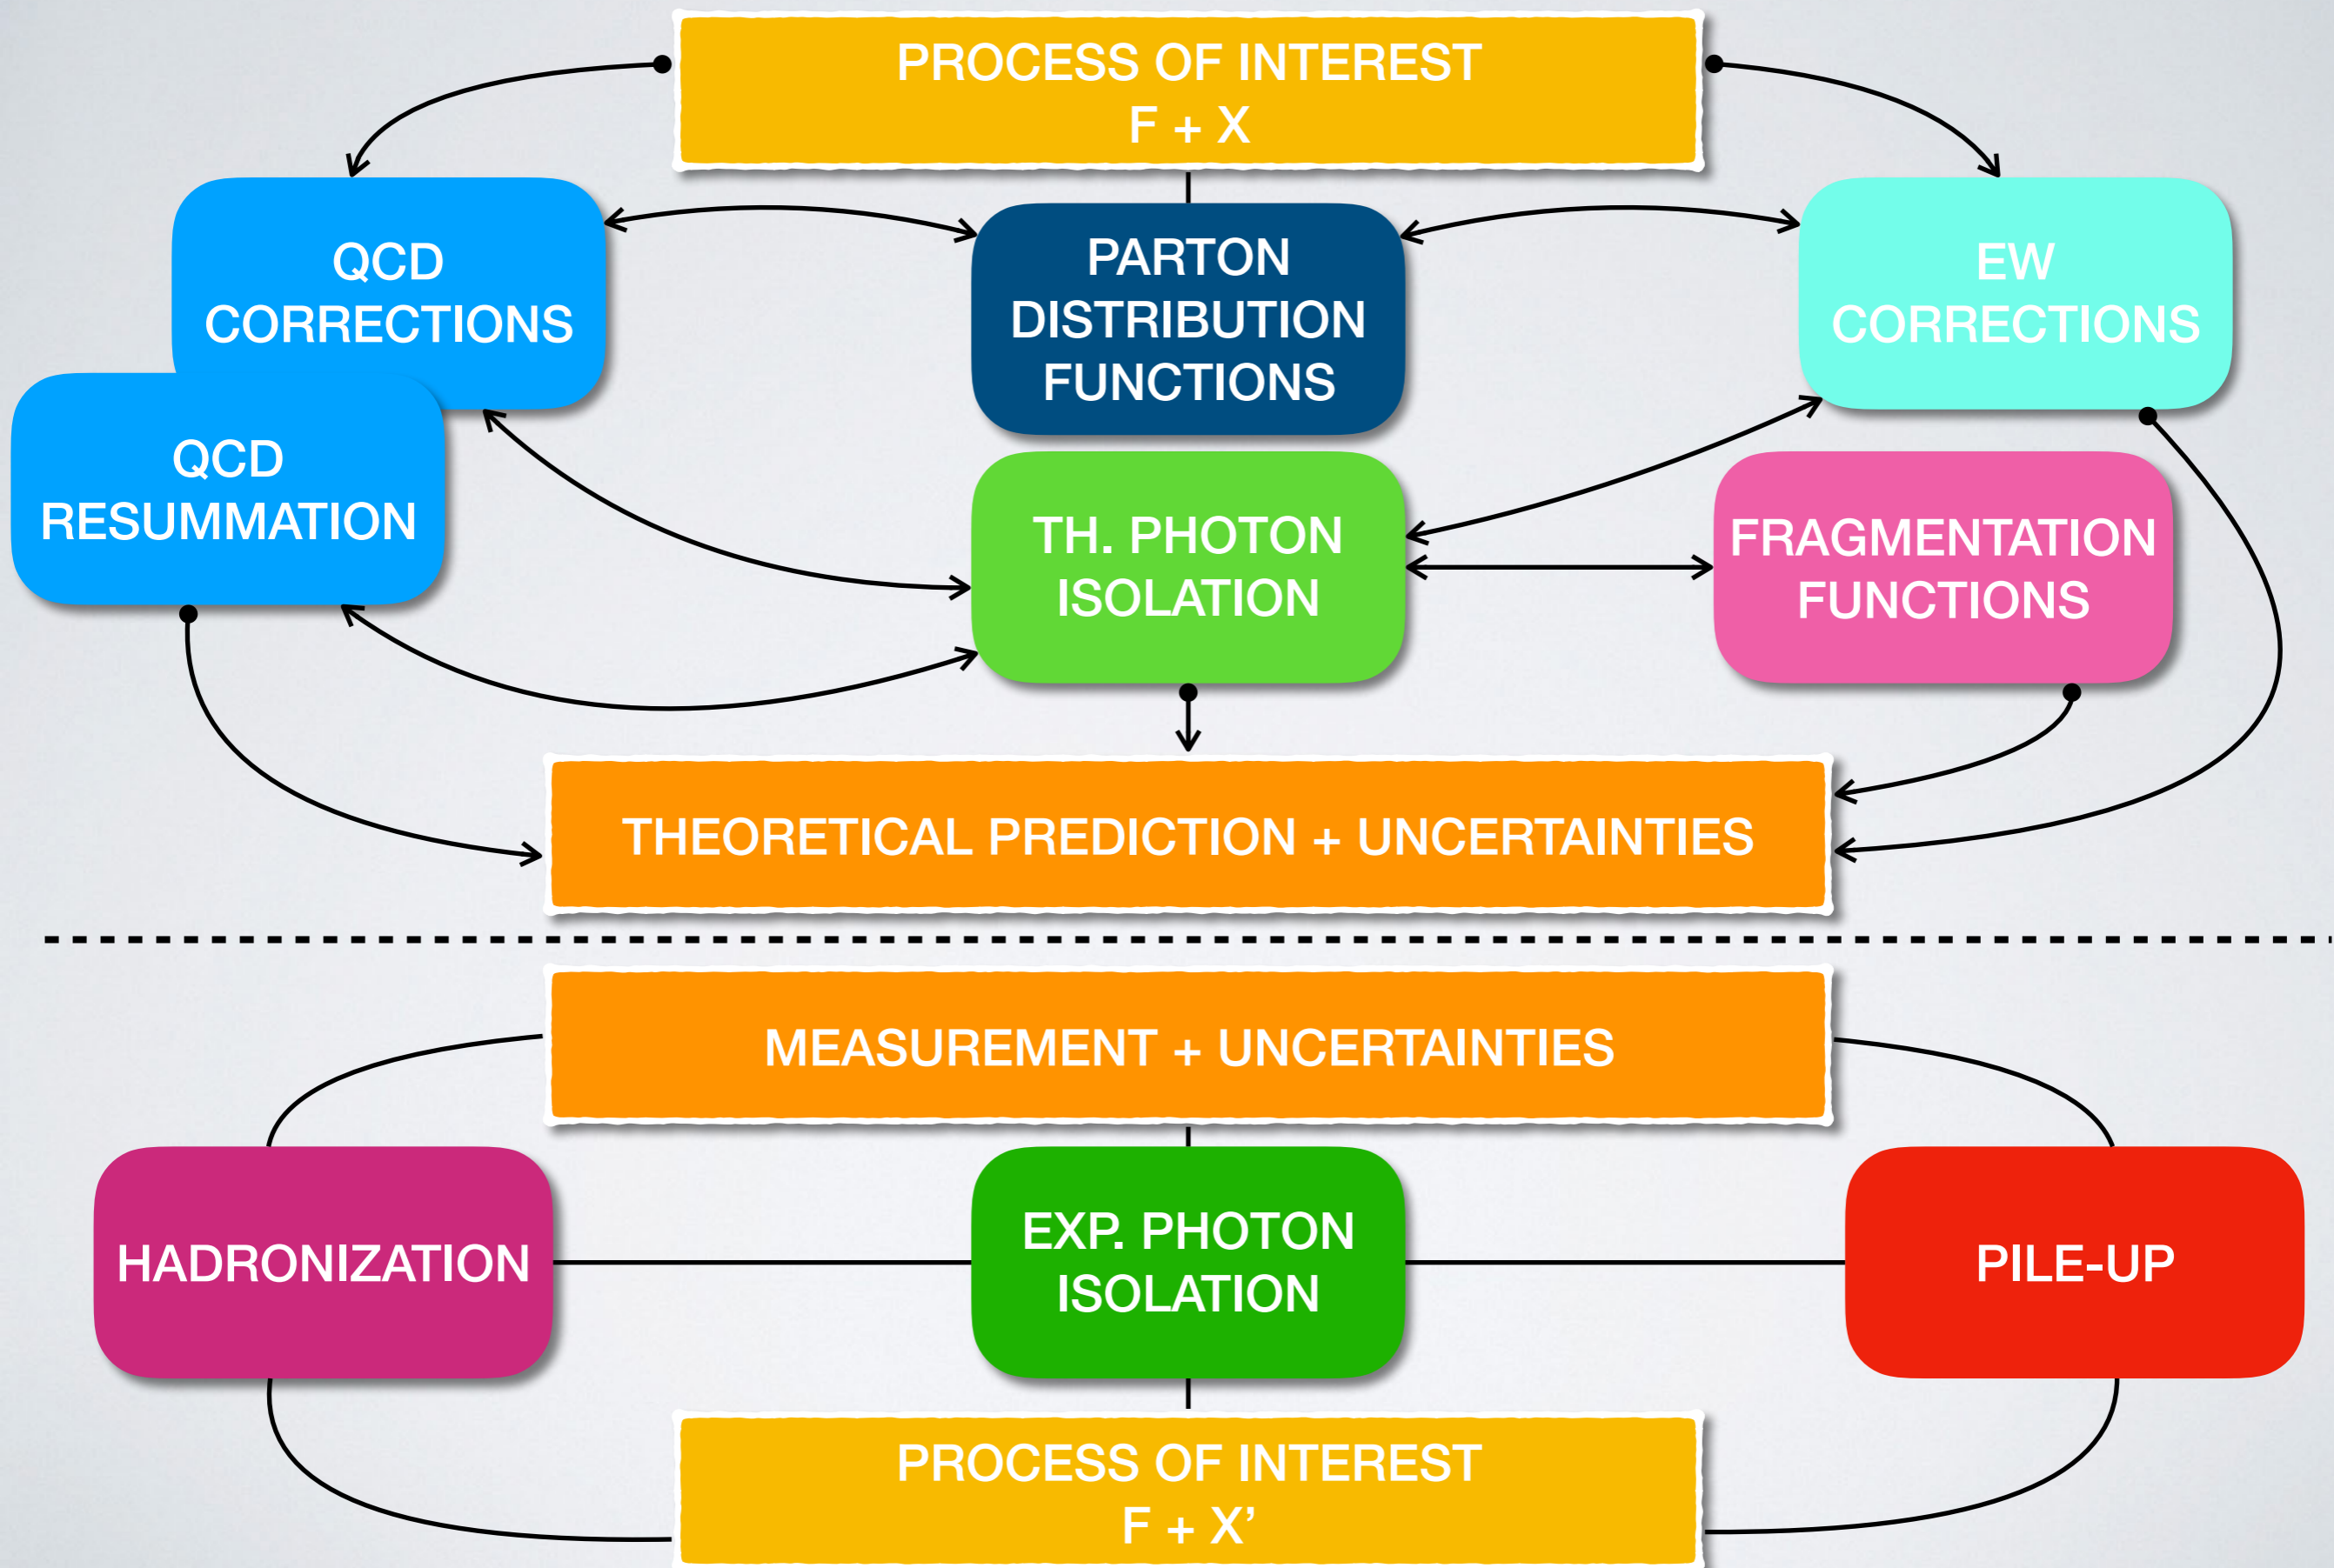 PROCESS OF INTEREST
F + X
QCD
CORRECTIONS
PARTON
DISTRIBUTION
FUNCTIONS
EW
CORRECTIONS
QCD
RESUMMATION
TH. PHOTON
ISOLATION
FRAGMENTATION
FUNCTIONS
THEORETICAL PREDICTION + UNCERTAINTIES
MEASUREMENT + UNCERTAINTIES
HADRONIZATION
EXP. PHOTON
ISOLATION
PILE-UP
PROCESS OF INTEREST
F + X’